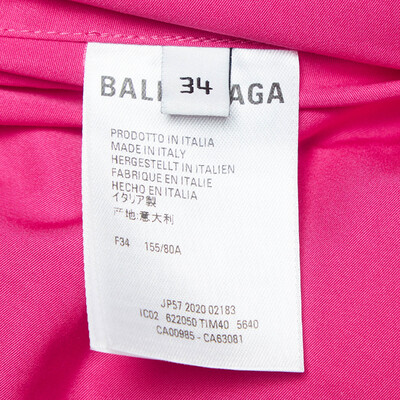 34
BAL AGA
PRODOTTO IN ITALIA
MADE IN ITALY
HERGESTELLT IN ITALIEN
FABRIQUE EN ITALIE
HECHO EN ITALIA
イタリア製
产地:意大利
F34 155/80A
JP57 2020 02183
IC02 622050 TIM40 5640
CA00985 - CA63081